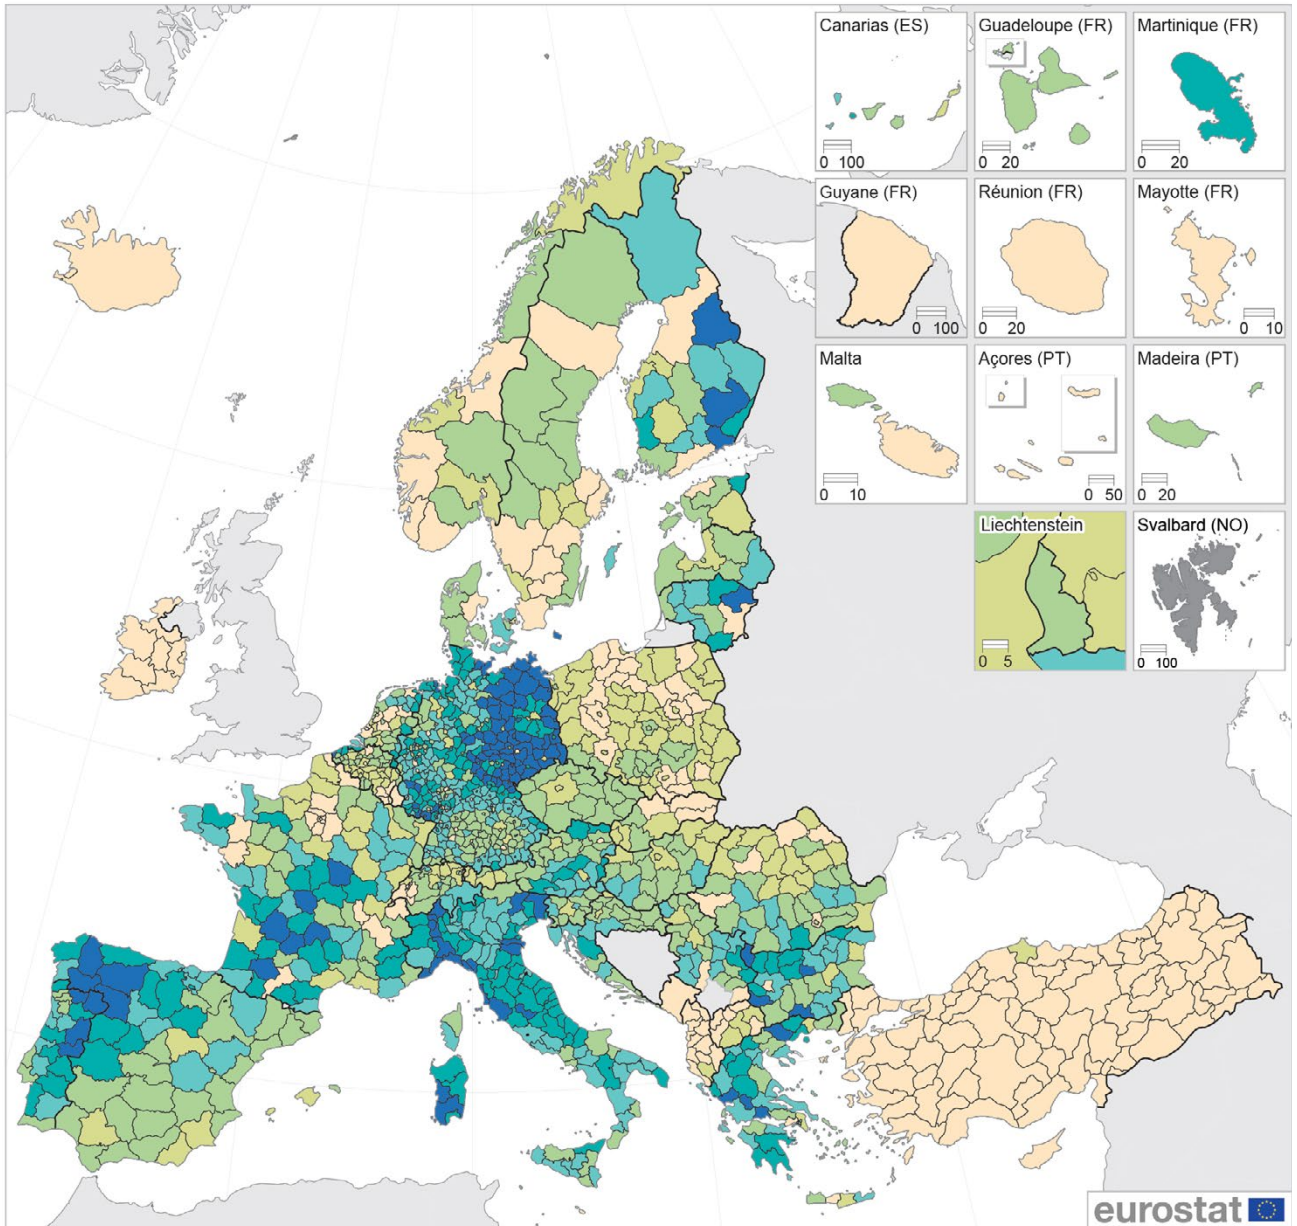 Canarias (ES)
0 100
Guadeloupe (FR)
0 20
Martinique (FR)
0 20
Guyane (FR)
0 100
Réunion (FR)
0 20
Mayotte (FR)
0 10
Malta
0 10
Açores (PT)
0 50
Madeira (PT)
0 20
Liechtenstein
0 5
Svalbard (NO)
0 100
eurostat